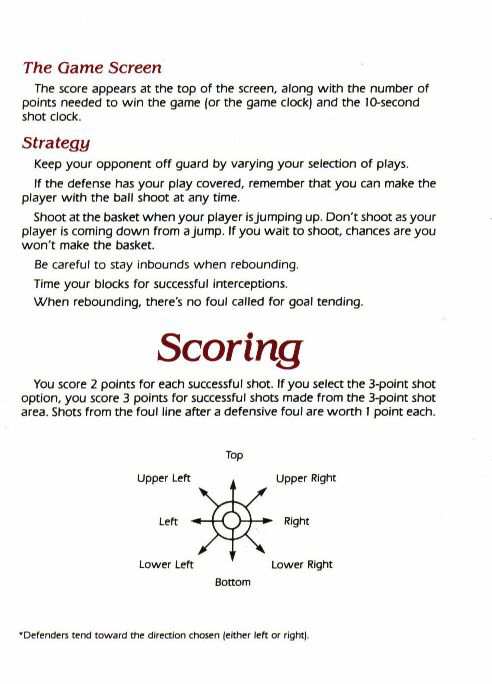 The Game Screen
The score appears at the top of the screen, along with the number of
points needed to win the game (or the game clock) and the 10-second
shot clock.
Strategy
Keep your opponent off guard by varying your selection of plays.
If the defense has your play covered, remember that you can make the
player with the ball shoot at any time.
Shoot at the basket when your player is jumping up. Don't shoot as your
player is coming down from a jump. If you wait to shoot, chances are you
won't make the basket.
Be careful to stay inbounds when rebounding.
Time your blocks for successful interceptions.
When rebounding, there's no foul called for goal tending.
Scoring
You score 2 points for each successful shot. If you select the 3-point shot
option, you score 3 points for successful shots made from the 3-point shot
area. Shots from the foul line after a defensive foul are worth 1 point each.
Top
Upper Left
Upper Right
Left
Right
Lower Left
Lower Right
Bottom
*Defenders tend toward the direction chosen (either left or right).